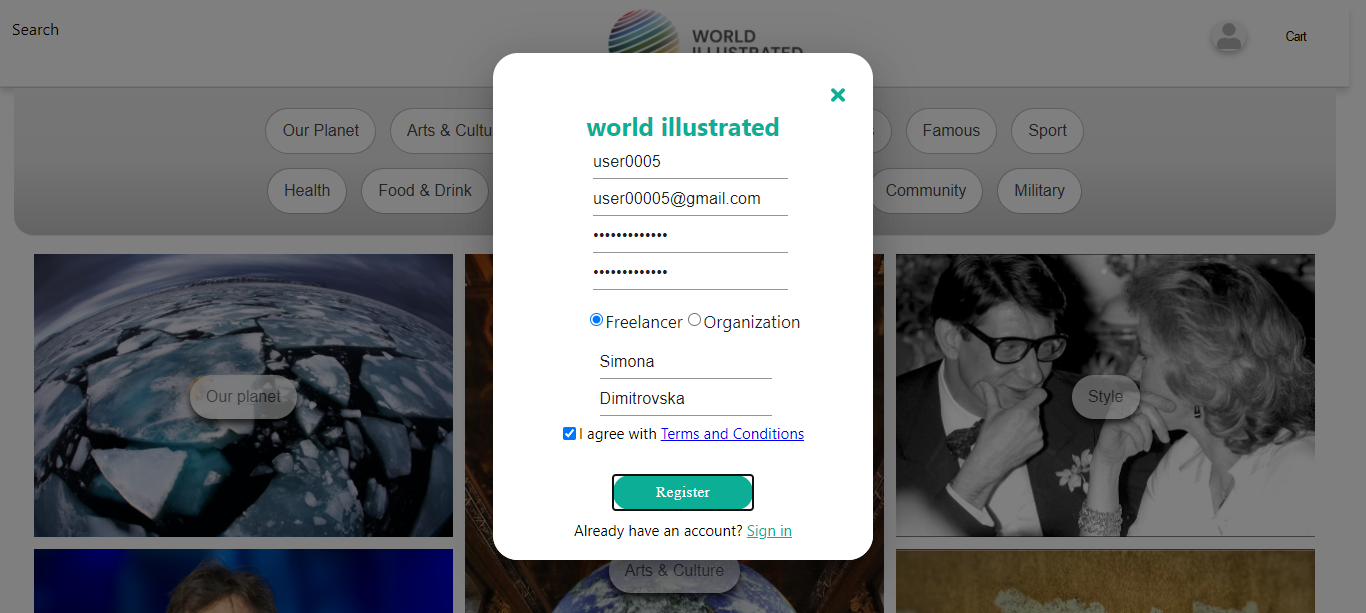 Search
WORLD
ILLUSTRATED
Cart
Our Planet
Arts & Cultu
Famous
Sport
Health
Food & Drink
Community
Military
world illustrated
user0005
user00005@gmail.com
•••••••••••••
•••••••••••••
Freelancer Organization
Simona
Dimitrovska
I agree with Terms and Conditions
Register
Already have an account? Sign in
Our planet
Style
Arts & Culture